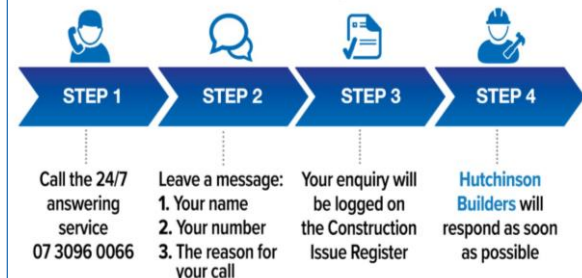 STEP 1
STEP 2
STEP 3
STEP 4
Call the 24/7
answering
service
07 3096 0066
Leave a message:
1. Your name
2. Your number
3. The reason for
your call
Your enquiry will
be logged on
the Construction
Issue Register
Hutchinson
Builders will
respond as soon
as possible